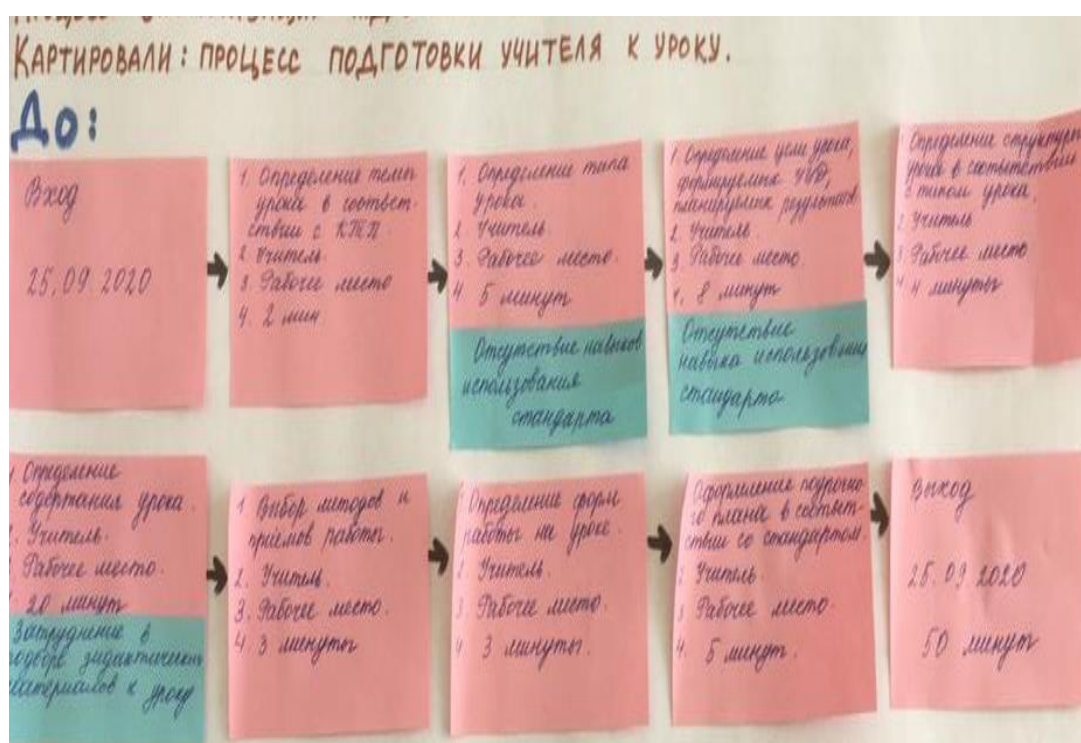 КАРТИРОВАЛИ: ПРОЦЕСС ПОДГОТОВКИ УЧИТЕЛЯ К УРОКУ.
До:
Вход
25.09.2020
1. Определение темы
урока в соответ-
ствии с КТП
2. Учитель.
3. Рабочее место
4. 2 мин
1. Определение типа
урока.
2. Учитель.
3. Рабочее место.
4. 5 минут
Отсутствие навыков
использования
стандарта
1. Определение цели урока,
формируемых УУД,
планируемых результатов
2. Учитель.
3. Рабочее место.
4. 8 минут
Отсутствие
навыка использования
стандарта
Определение структуры
урока в соответствии
с типом урока,
2. Учитель
3. Рабочее место
4 минуты
1. Определение
содержания урока.
2. Учитель.
Рабочее место.
20 минут
Затруднение в
подборе дидактических
материалов к уроку
1. Выбор методов и
приёмов работы.
2. Учитель.
3. Рабочее место.
4. 3 минуты
Определение форм
работы на уроке.
2. Учитель.
3. Рабочее место.
4 3 минуты.
Оформление поурочно-
го плана в соответ-
ствии со стандартом.
2 Учитель.
3 Рабочее место.
4. 5 минут.
Выход
25.09 2020
50 минут